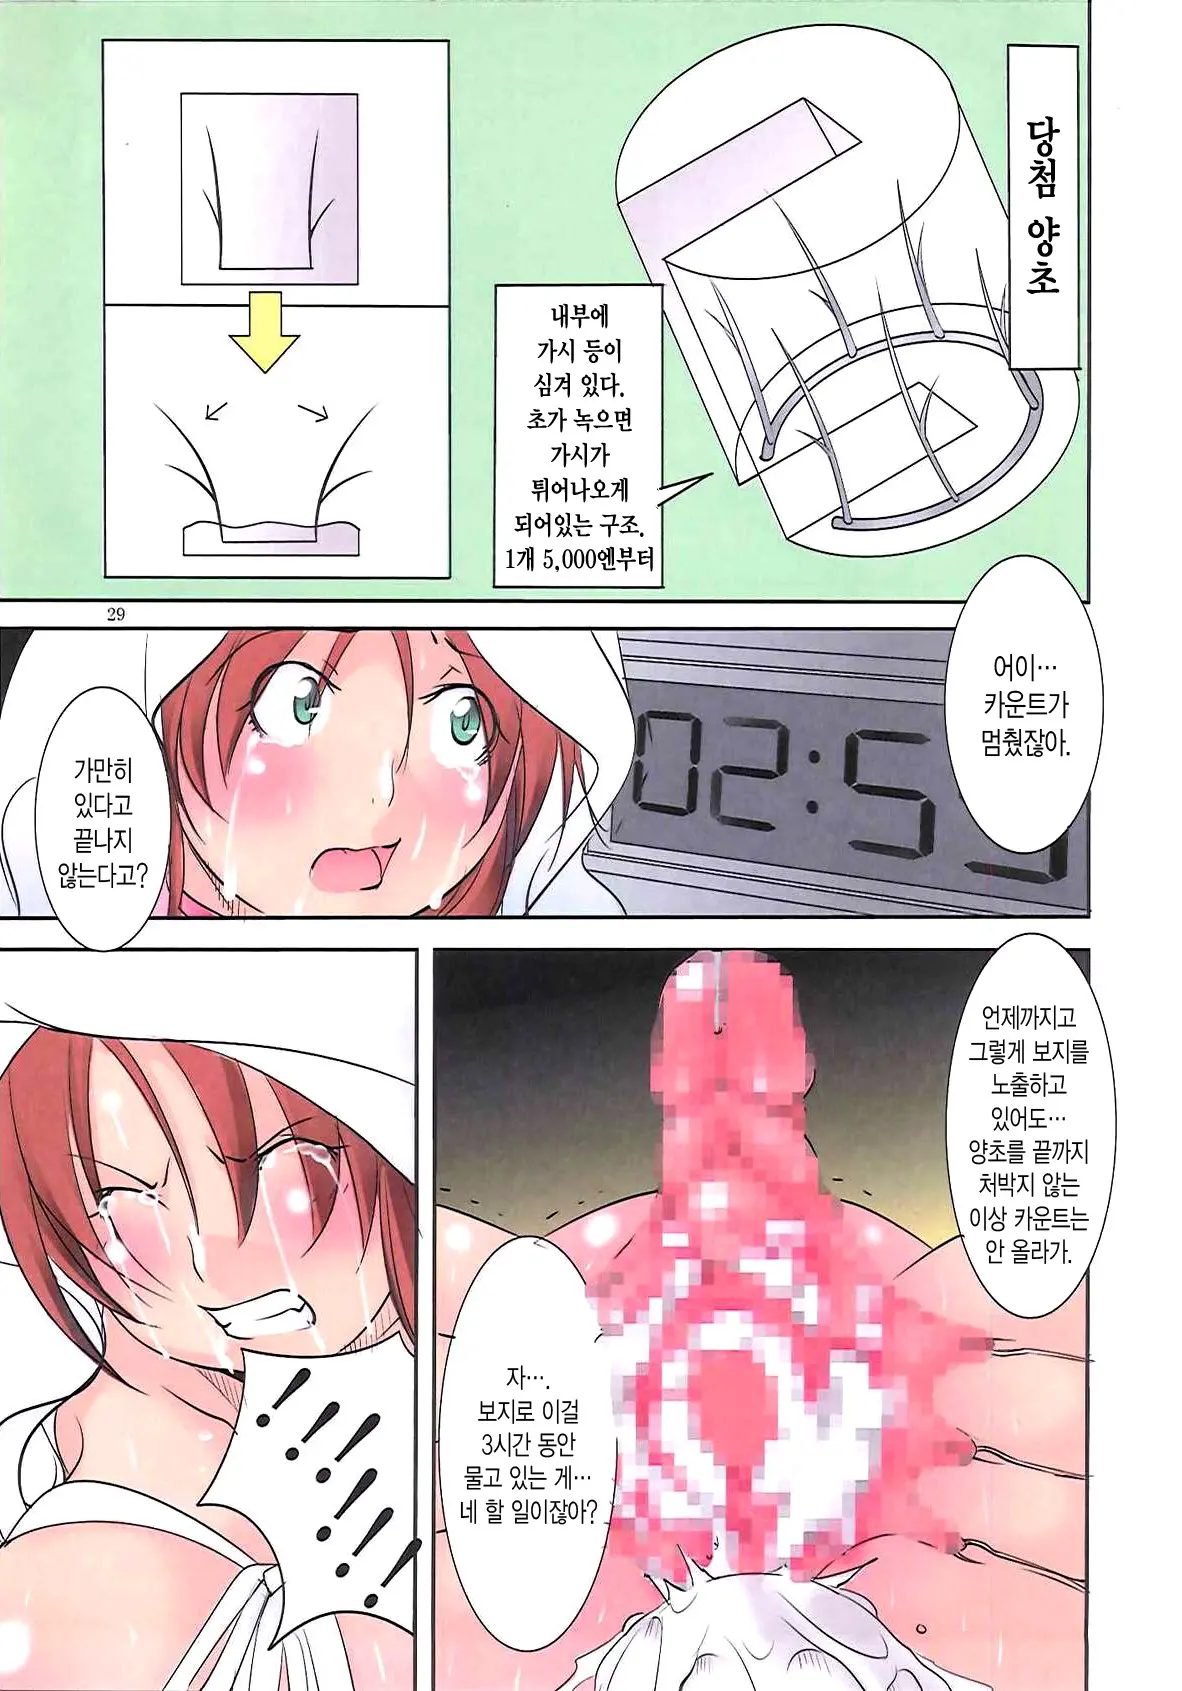 당첨 양초
내부에
가시 등이
심겨 있다.
초가 녹으면
가시가
튀어나오게
되어있는 구조.
1개 5,000엔부터
29
어이…
카운트가
멈췄잖아.
02:5
가만히
있다고
끝나지
않는다고?
언제까지고
그렇게 보지를
노출하고
있어도…
양초를 끝까지
처박지 않는
이상 카운트는
안 올라가.
자….
보지로 이걸
3시간 동안
물고 있는 게…
네 할 일이잖아?
!!!!!!!